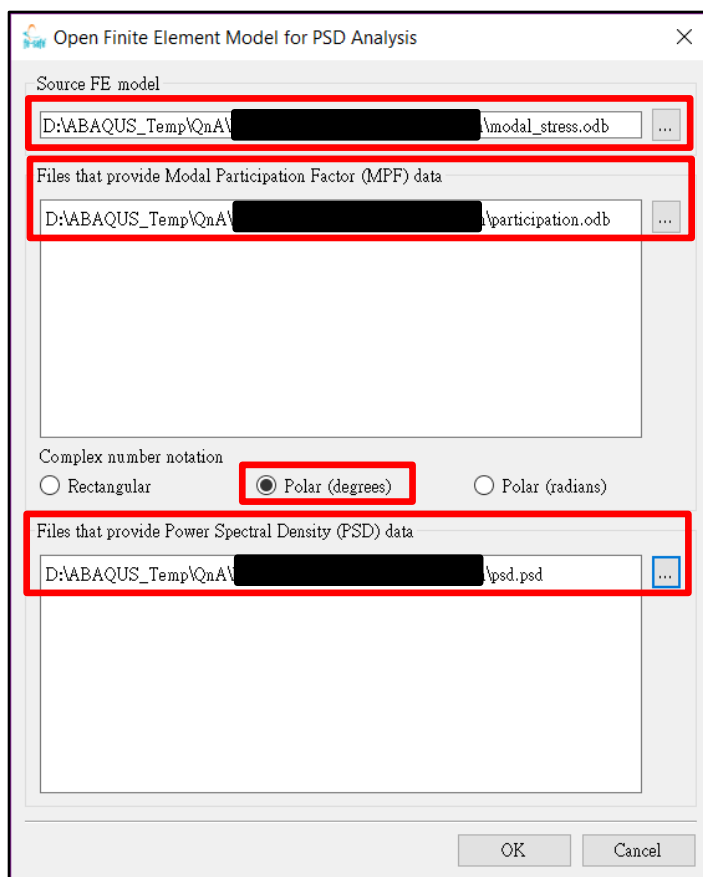 Open Finite Element Model for PSD Analysis
Source FE model
D:\ABAQUS_Temp\QnA\ \modal_stress.odb ...
Files that provide Modal Participation Factor (MPF) data
D:\ABAQUS_Temp\QnA\ \participation.odb ...
Complex number notation
Rectangular Polar (degrees) Polar (radians)
Files that provide Power Spectral Density (PSD) data
D:\ABAQUS_Temp\QnA\ \psd.psd ...
OK Cancel